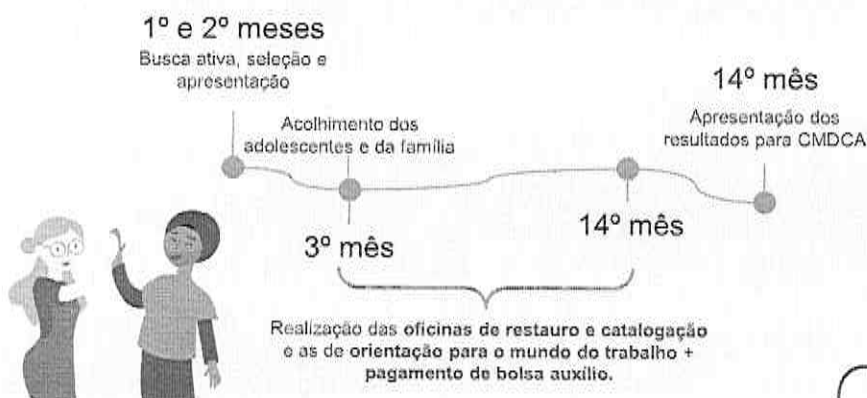 1º e 2º meses
Busca ativa, seleção e
apresentação
Acolhimento dos
adolescentes e da família
14º mês
Apresentação dos
resultados para CMDCA
3º mês
14º mês
Realização das oficinas de restauro e catalogação
e as de orientação para o mundo do trabalho +
pagamento de bolsa auxílio.